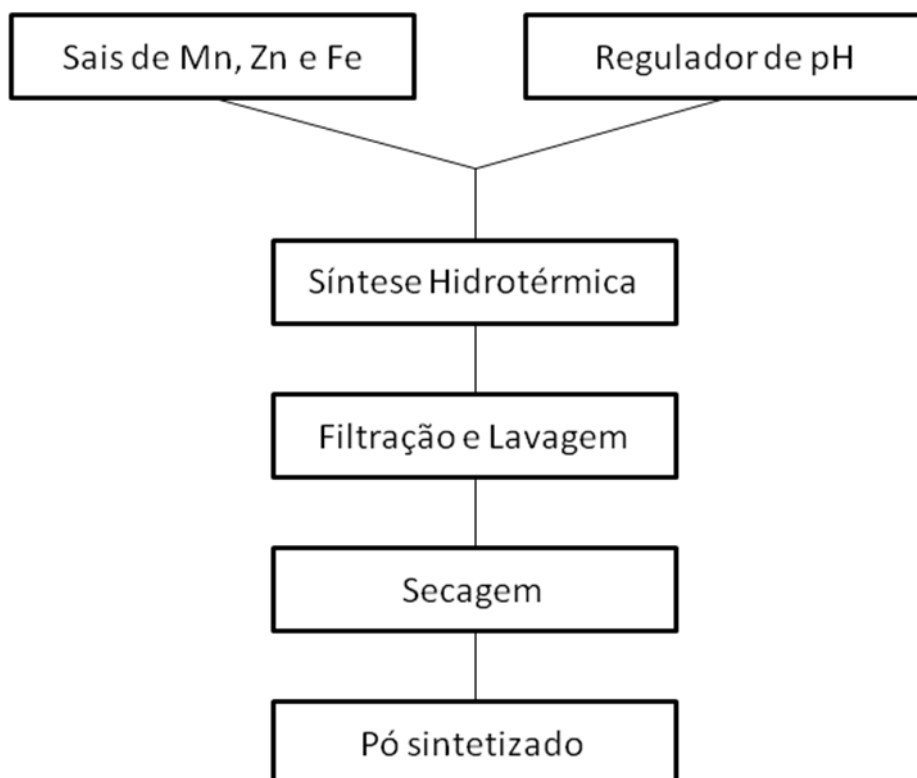 Sais de Mn, Zn e Fe
Regulador de pH
Síntese Hidrotérmica
Filtração e Lavagem
Secagem
Pó sintetizado